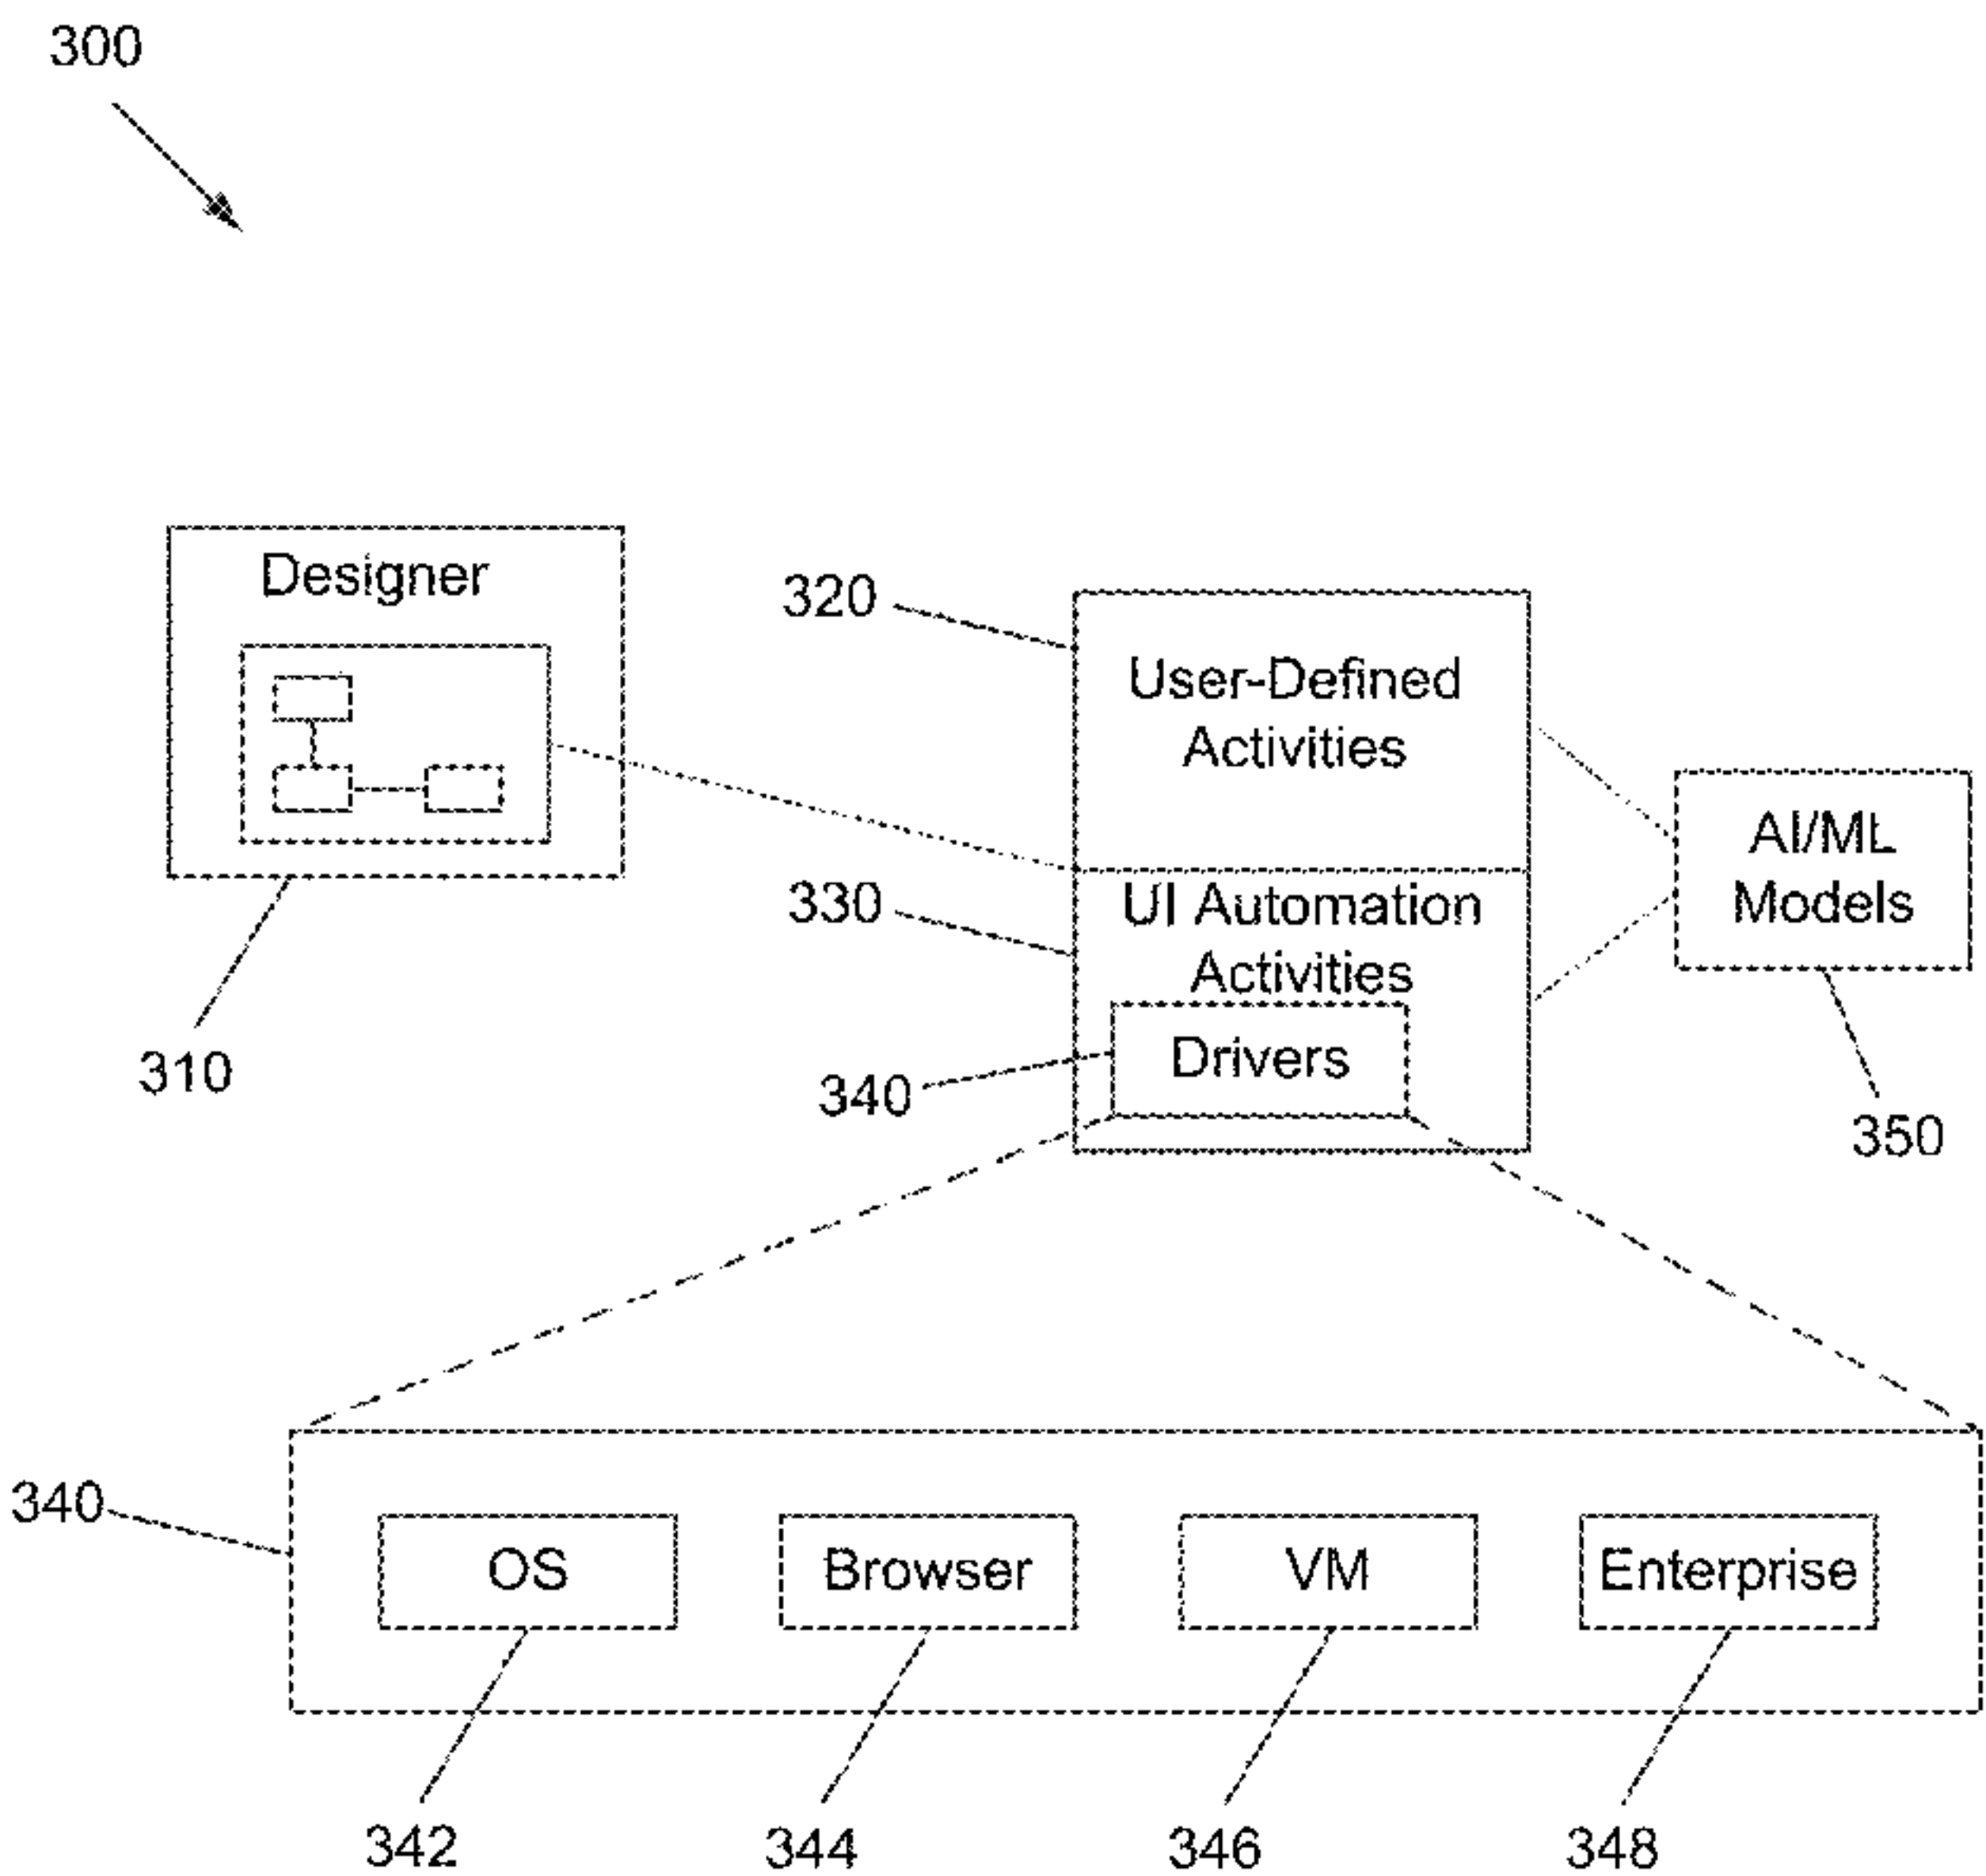 300
Designer
310
320
User-Defined
Activities
330
UI Automation
Activities
340
Drivers
AI/ML
Models
350
340
OS
Browser
VM
Enterprise
342
344
346
348